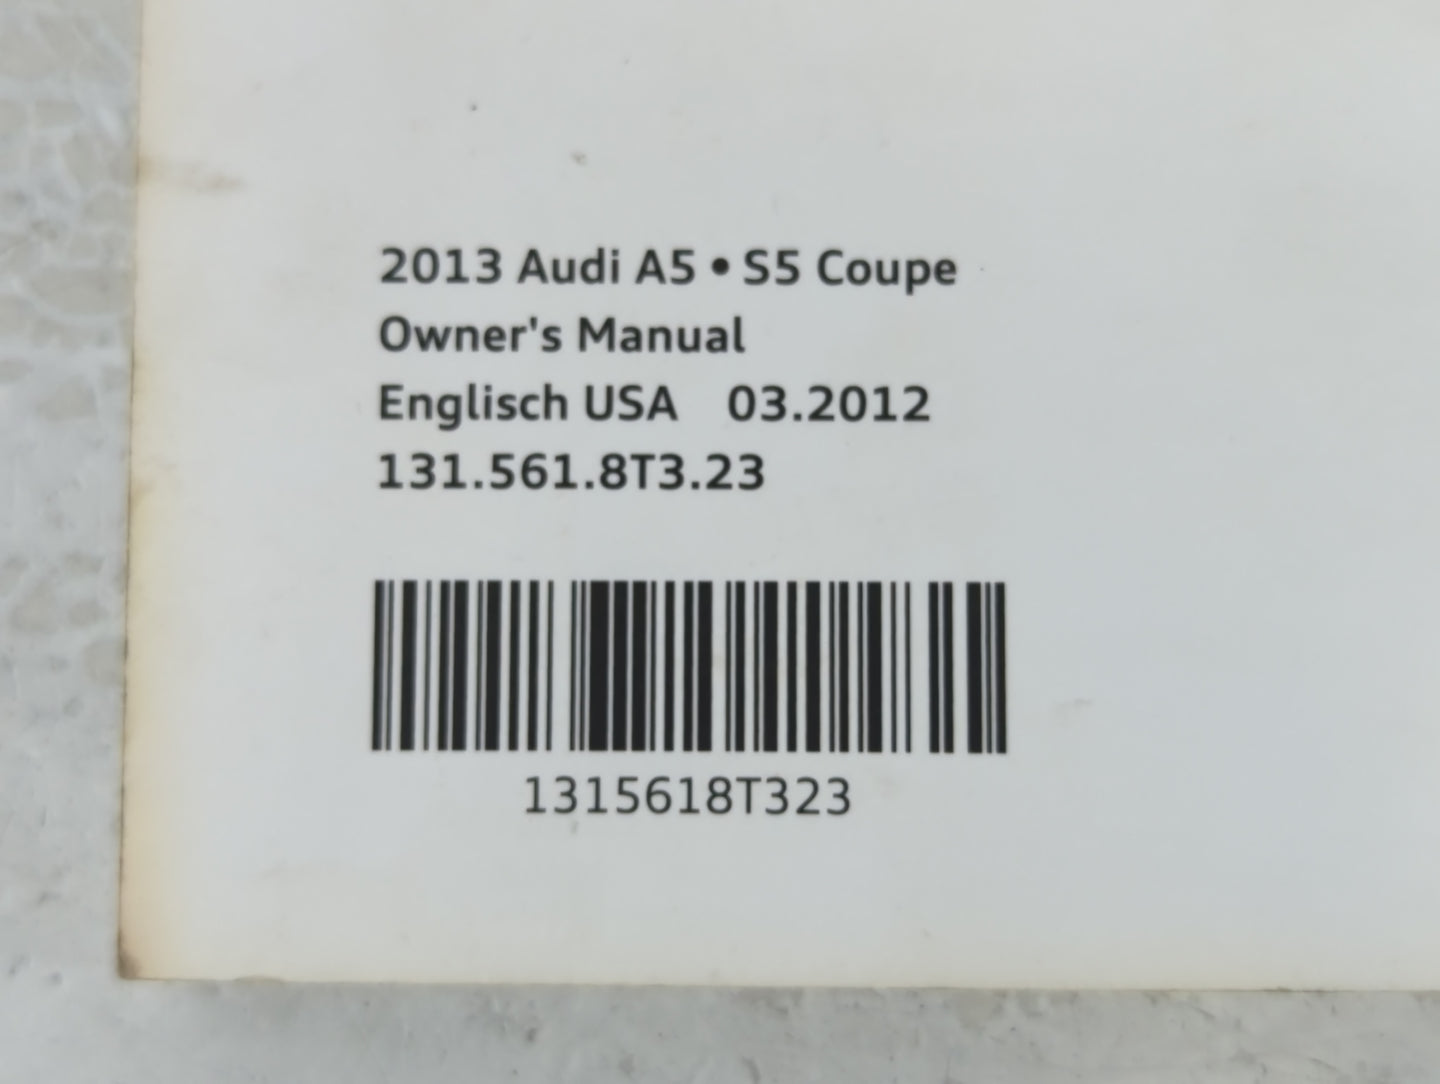 2013 Audi A5 • S5 Coupe
Owner's Manual
Englisch USA 03.2012
131.561.8T3.23
1315618T323